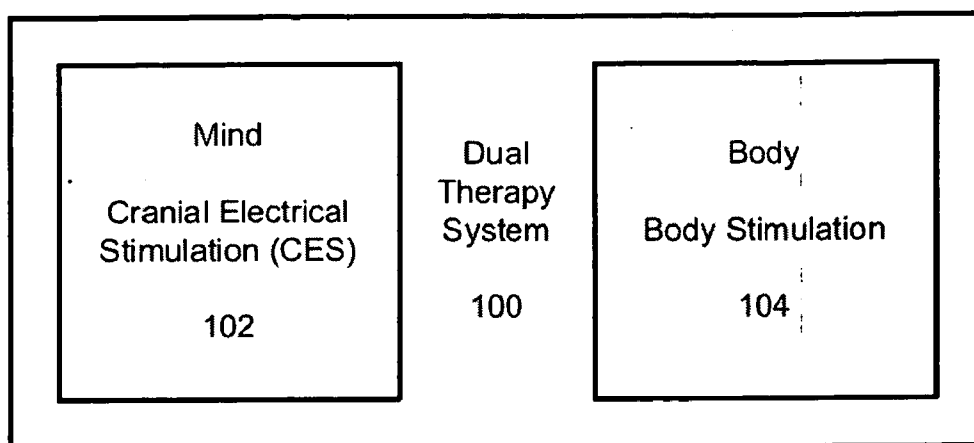 Mind
Cranial Electrical
Stimulation (CES)
102
Dual
Therapy
System
100
Body
Body Stimulation
104